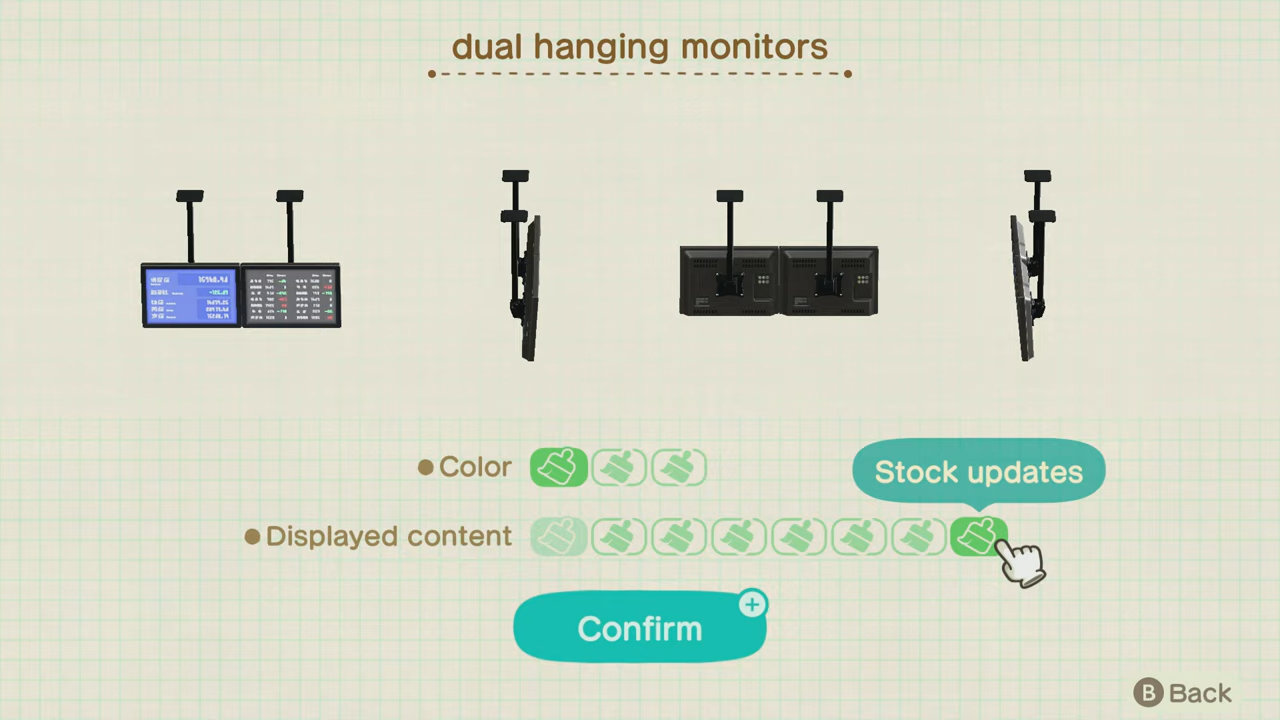 dual hanging monitors
Color
Stock updates
Displayed content
Confirm
B Back